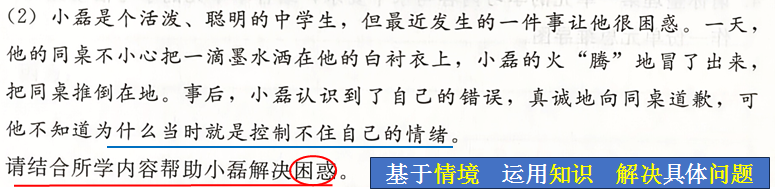 (2) 小磊是个活泼、聪明的中学生，但最近发生的一件事让他很困惑。一天，
他的同桌不小心把一滴墨水洒在他的白衬衣上，小磊的火“腾”地冒了出来，
把同桌推倒在地。事后，小磊认识到了自己的错误，真诚地向同桌道歉，可
他不知道为什么当时就是控制不住自己的情绪。
请结合所学内容帮助小磊解决困惑。
基于情境 运用知识 解决具体问题